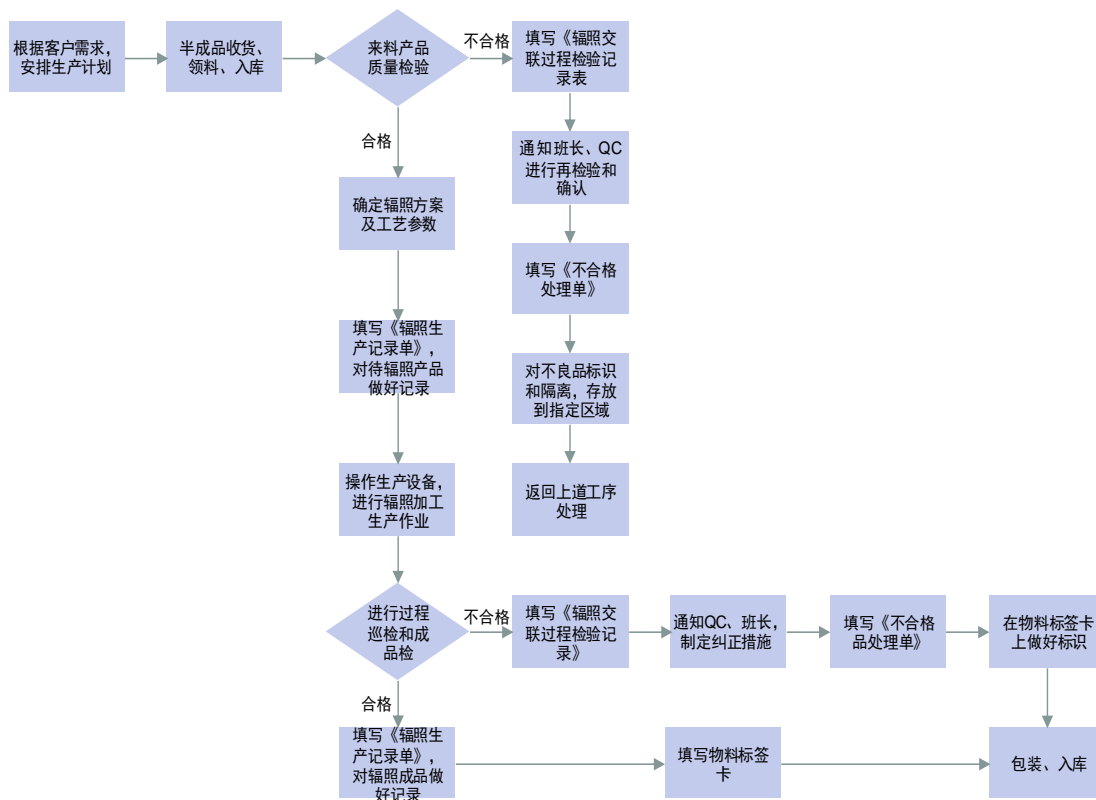 根据客户需求，
安排生产计划
半成品收货、
领料、入库
来料产品
质量检验
不合格
填写《辐照交
联过程检验记
录表
合格
通知班长、QC
进行再检验和
确认
确定辐照方案
及工艺参数
填写《不合格
处理单》
填写《辐照生
产记录单》，
对待辐照产品
做好记录
对不良品标识
和隔离，存放
到指定区域
操作生产设备，
进行辐照加工
生产作业
返回上道工序
处理
进行过程
巡检和成
品检
不合格
填写《辐照交
联过程检验记
录》
通知QC、班长，
制定纠正措施
填写《不合格
品处理单》
在物料标签卡
上做好标识
合格
填写《辐照生
产记录单》，
对辐照成品做
好记录
填写物料标签
卡
包装、入库